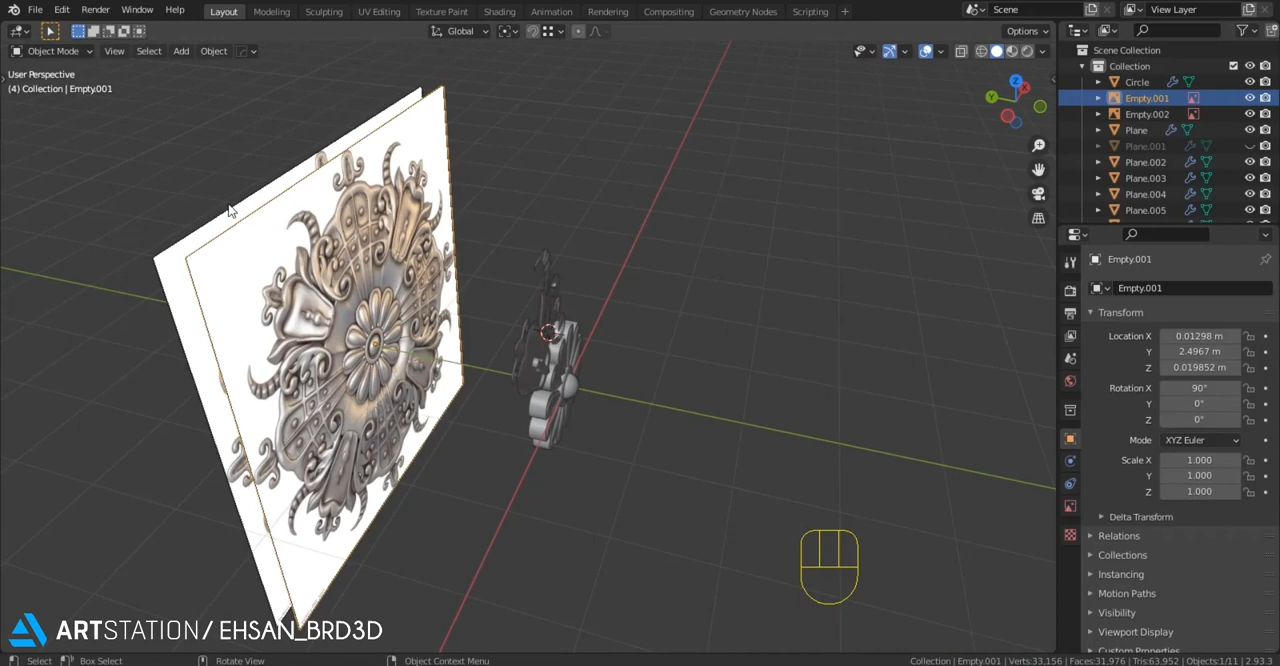 File Edit Render Window Help Layout Modeling Sculpting UV Editing Texture Paint Shading Animation Rendering Compositing Geometry Nodes Scripting + Scene View Layer
Global Options
Object Mode View Select Add Object
User Perspective
(4) Collection | Empty.001
Scene Collection
Collection
Circle
Empty.001
Empty.002
Plane
Plane.001
Plane.002
Plane.003
Plane.004
Plane.005
X
Y
Z
Empty.001
Empty.001
Transform
Location X 0.01298 m
Y 2.4967 m
Z 0.019852 m
Rotation X 90°
Y 0°
Z 0°
Mode XYZ Euler
Scale X 1.000
Y 1.000
Z 1.000
Delta Transform
Relations
Collections
Instancing
Motion Paths
Visibility
Viewport Display
Custom Properties
ARTSTATION/ EHSAN_BRD3D
Select Box Select Rotate View Object Context Menu Collection | Empty.001 | Verts:33,156 | Faces:31,976 | Tris:63,952 | Objects:1/11 | 2.93.3